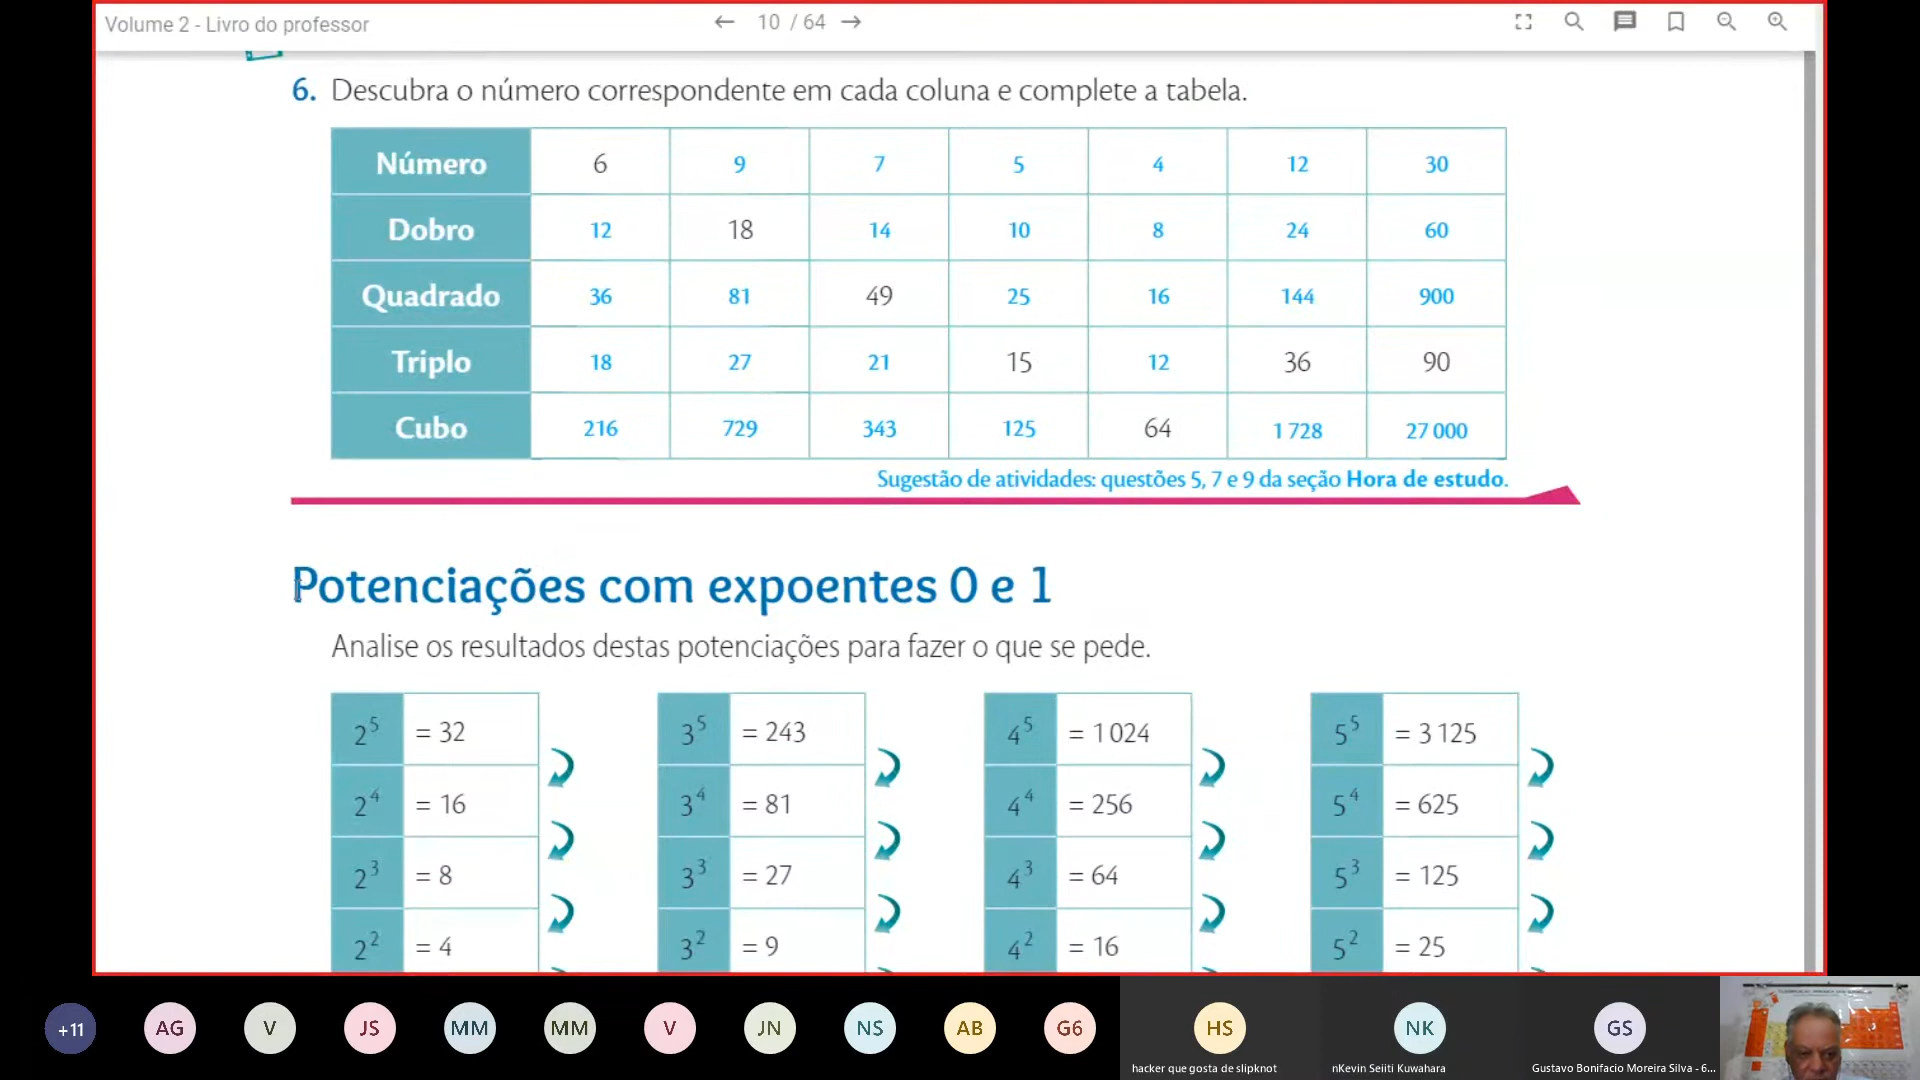 Volume 2 - Livro do professor
10 / 64
6. Descubra o número correspondente em cada coluna e complete a tabela.
Número 6 9 7 5 4 12 30
Dobro 12 18 14 10 8 24 60
Quadrado 36 81 49 25 16 144 900
Triplo 18 27 21 15 12 36 90
Cubo 216 729 343 125 64 1 728 27 000
Sugestão de atividades: questões 5, 7 e 9 da seção Hora de estudo.
Potenciações com expoentes 0 e 1
Analise os resultados destas potenciações para fazer o que se pede.
2⁵ = 32 3⁵ = 243 4⁵ = 1 024 5⁵ = 3 125
2⁴ = 16 3⁴ = 81 4⁴ = 256 5⁴ = 625
2³ = 8 3³ = 27 4³ = 64 5³ = 125
2² = 4 3² = 9 4² = 16 5² = 25
+11 AG V JS MM MM V JN NS AB G6 HS NK GS
hacker que gosta de slipknot nKevin Seiiti Kuwahara Gustavo Bonifacio Moreira Silva - 6...